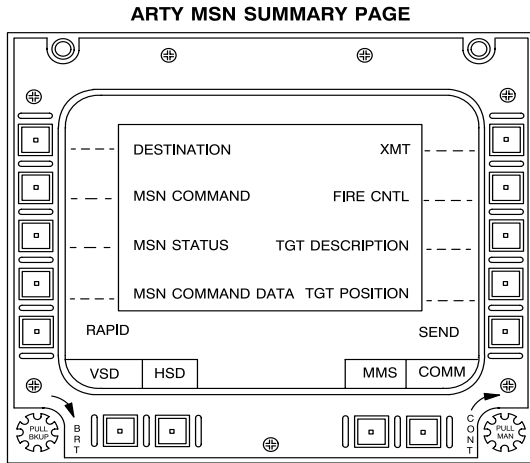 ARTY MSN SUMMARY PAGE
DESTINATION XMT
MSN COMMAND FIRE CNTL
MSN STATUS TGT DESCRIPTION
MSN COMMAND DATA TGT POSITION
RAPID SEND
VSD HSD MMS COMM
PULL BKUP
BRT
CONT
PULL MAN